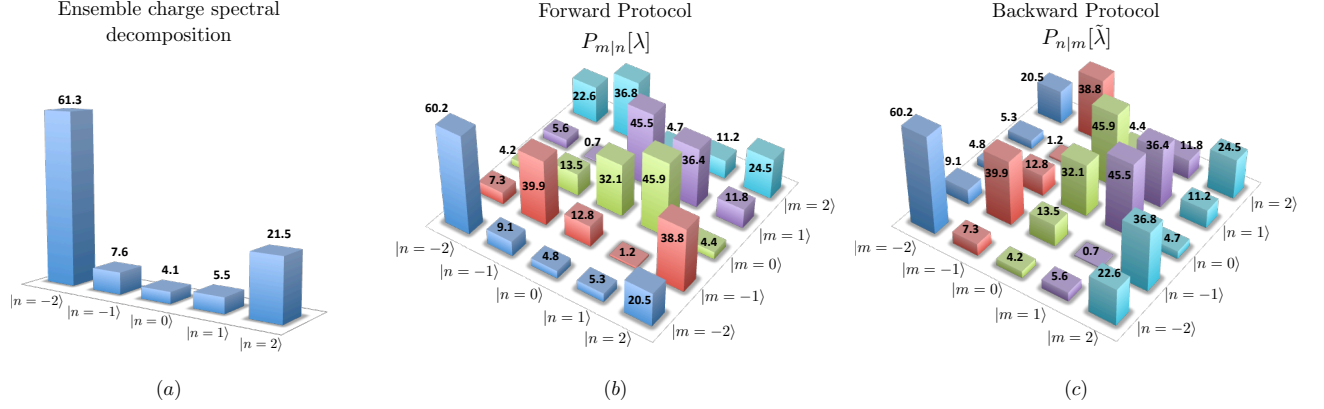 Ensemble charge spectral
decomposition
61.3
7.6
4.1
5.5
21.5
|n = −2⟩
|n = −1⟩
|n = 0⟩
|n = 1⟩
|n = 2⟩
(a)
Forward Protocol
P_{m|n}[λ]
22.6
36.8
4.7
11.2
24.5
5.6
0.7
45.5
36.4
11.8
4.2
13.5
32.1
45.9
4.4
7.3
39.9
12.8
1.2
38.8
60.2
9.1
4.8
5.3
20.5
|n = −2⟩
|n = −1⟩
|n = 0⟩
|n = 1⟩
|n = 2⟩
|m = 2⟩
|m = 1⟩
|m = 0⟩
|m = −1⟩
|m = −2⟩
(b)
Backward Protocol
P_{n|m}[λ̃]
20.5
38.8
4.4
11.8
24.5
5.3
1.2
45.9
36.4
11.2
4.8
12.8
32.1
45.5
4.7
9.1
39.9
13.5
0.7
36.8
60.2
7.3
4.2
5.6
22.6
|m = −2⟩
|m = −1⟩
|m = 0⟩
|m = 1⟩
|m = 2⟩
|n = 2⟩
|n = 1⟩
|n = 0⟩
|n = −1⟩
|n = −2⟩
(c)